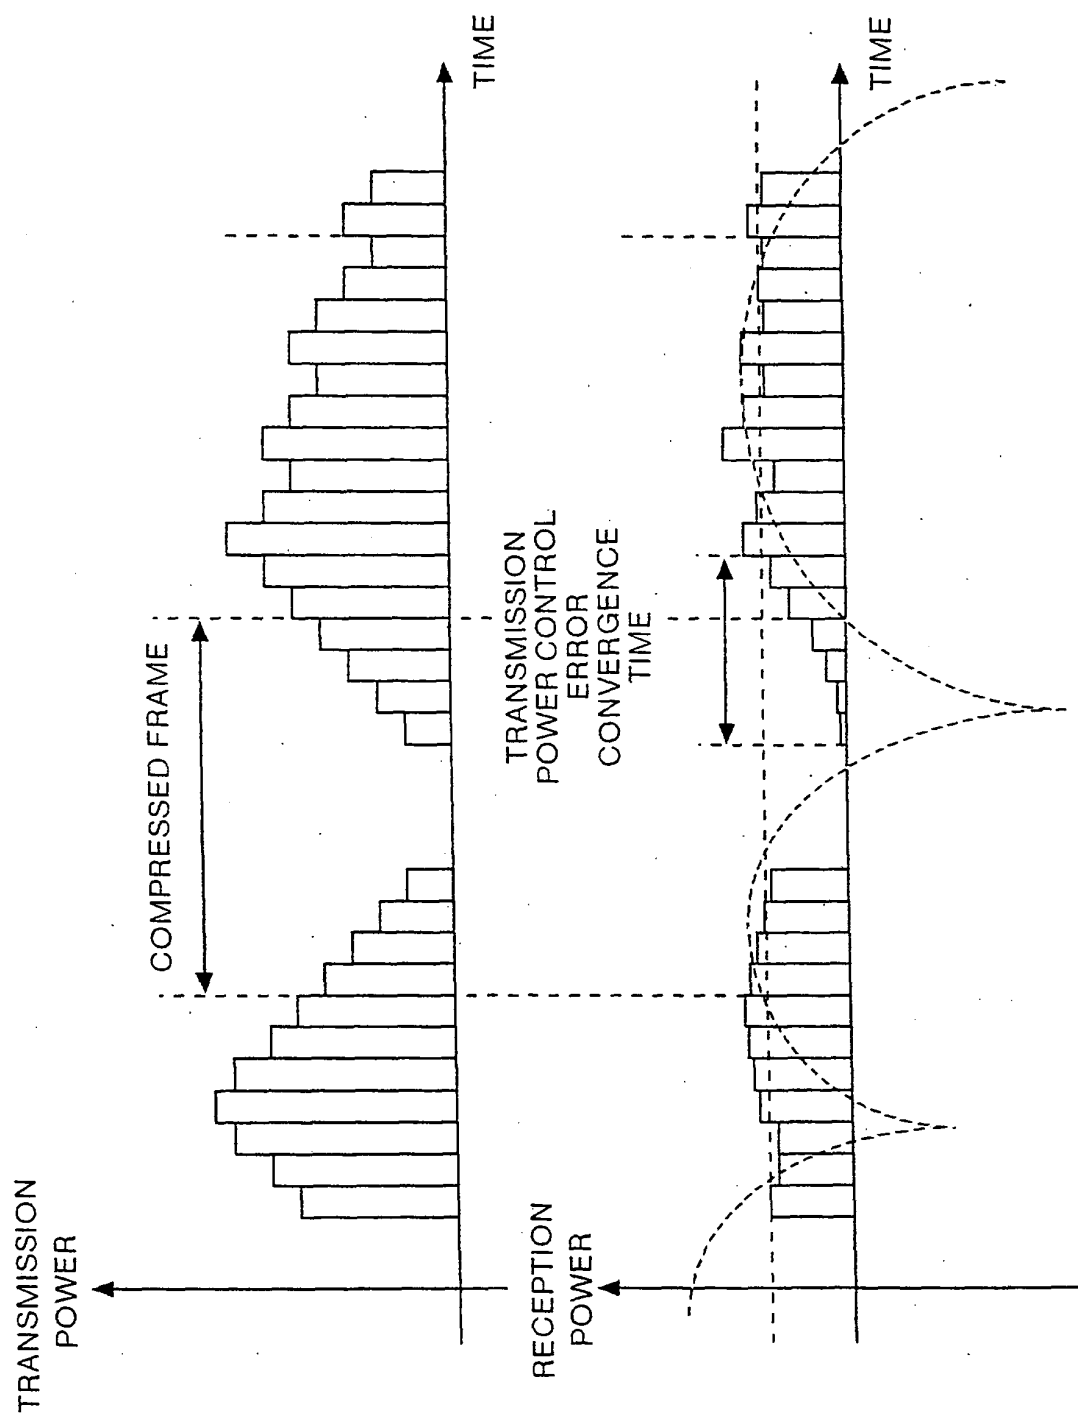 TRANSMISSION
POWER
COMPRESSED FRAME
TIME
RECEPTION
POWER
TRANSMISSION
POWER CONTROL
ERROR
CONVERGENCE
TIME
TIME